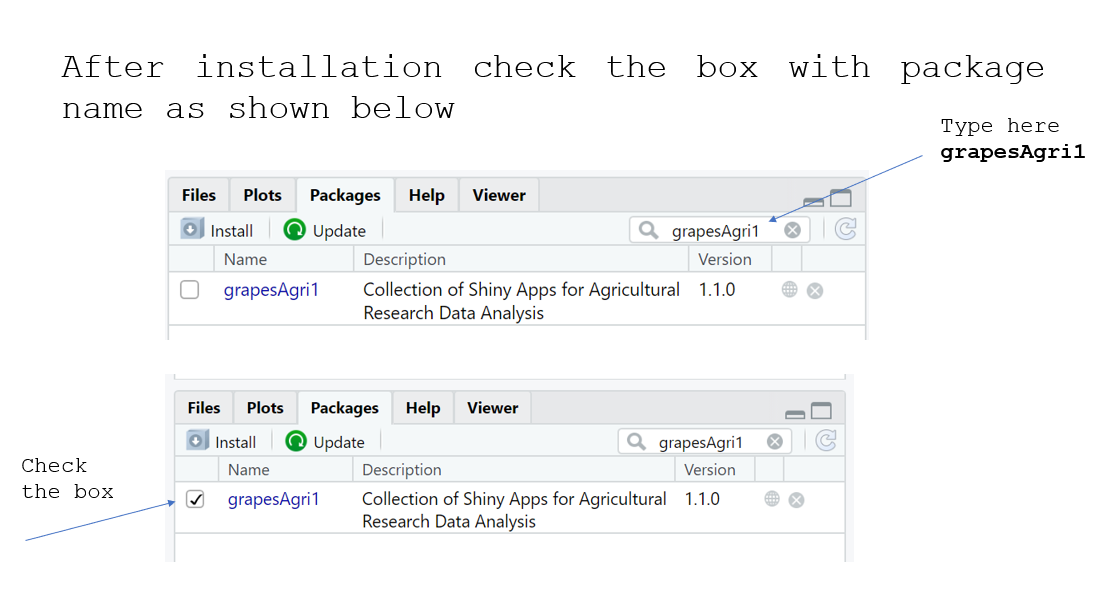 After installation check the box with package
name as shown below
Type here
grapesAgri1
Files Plots Packages Help Viewer
Install Update grapesAgri1
Name Description Version
grapesAgri1 Collection of Shiny Apps for Agricultural 1.1.0
Research Data Analysis
Files Plots Packages Help Viewer
Install Update grapesAgri1
Name Description Version
Check
the box
grapesAgri1 Collection of Shiny Apps for Agricultural 1.1.0
Research Data Analysis